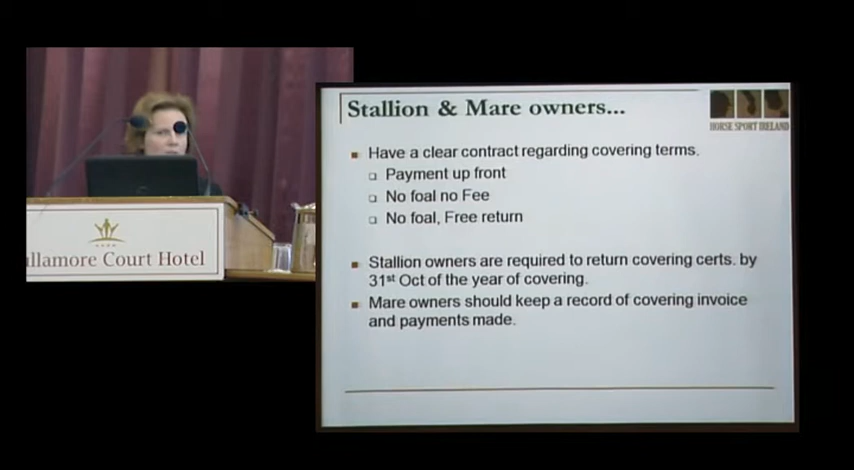 Stallion & Mare owners...
HORSE SPORT IRELAND
Have a clear contract regarding covering terms.
Payment up front
No foal no Fee
No foal, Free return
Stallion owners are required to return covering certs. by
31st Oct of the year of covering.
Mare owners should keep a record of covering invoice
and payments made.
llamore Court Hotel